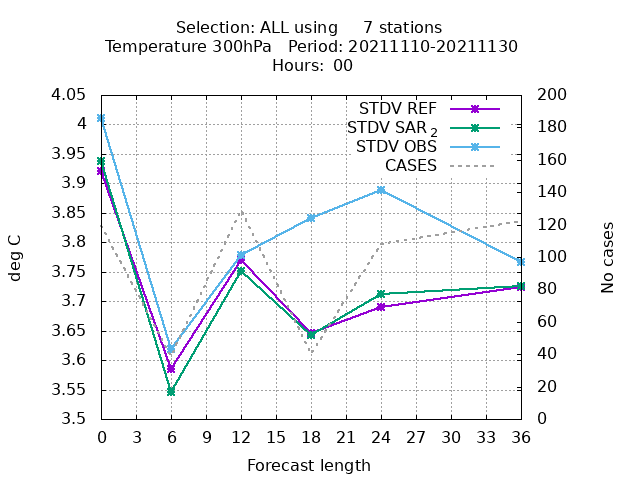 Selection: ALL using     7 stations
Temperature 300hPa   Period: 20211110-20211130
Hours:  00
STDV REF
STDV SAR 2
STDV OBS
CASES
4.05
4
3.95
3.9
3.85
3.8
3.75
3.7
3.65
3.6
3.55
3.5
deg C
200
180
160
140
120
100
80
60
40
20
0
No cases
0 3 6 9 12 15 18 21 24 27 30 33 36
Forecast length